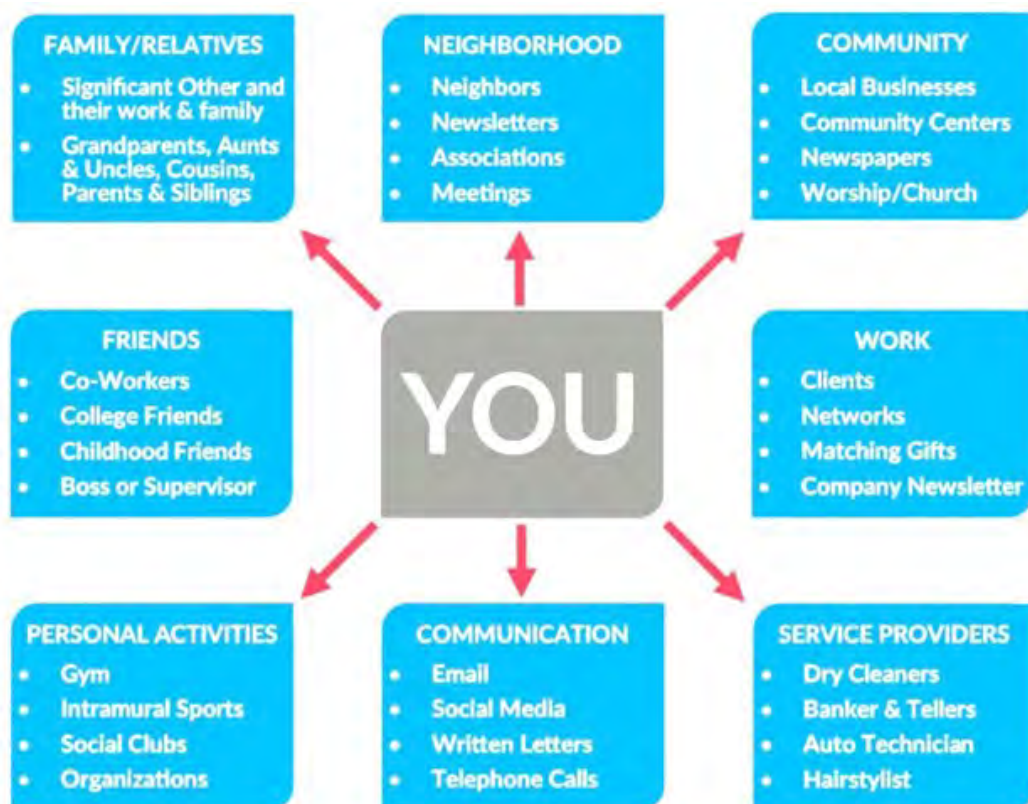 FAMILY/RELATIVES
• Significant Other and
their work & family
• Grandparents, Aunts
& Uncles, Cousins,
Parents & Siblings
NEIGHBORHOOD
• Neighbors
• Newsletters
• Associations
• Meetings
COMMUNITY
• Local Businesses
• Community Centers
• Newspapers
• Worship/Church
FRIENDS
• Co-Workers
• College Friends
• Childhood Friends
• Boss or Supervisor
YOU
WORK
• Clients
• Networks
• Matching Gifts
• Company Newsletter
PERSONAL ACTIVITIES
• Gym
• Intramural Sports
• Social Clubs
• Organizations
COMMUNICATION
• Email
• Social Media
• Written Letters
• Telephone Calls
SERVICE PROVIDERS
• Dry Cleaners
• Banker & Tellers
• Auto Technician
• Hairstylist